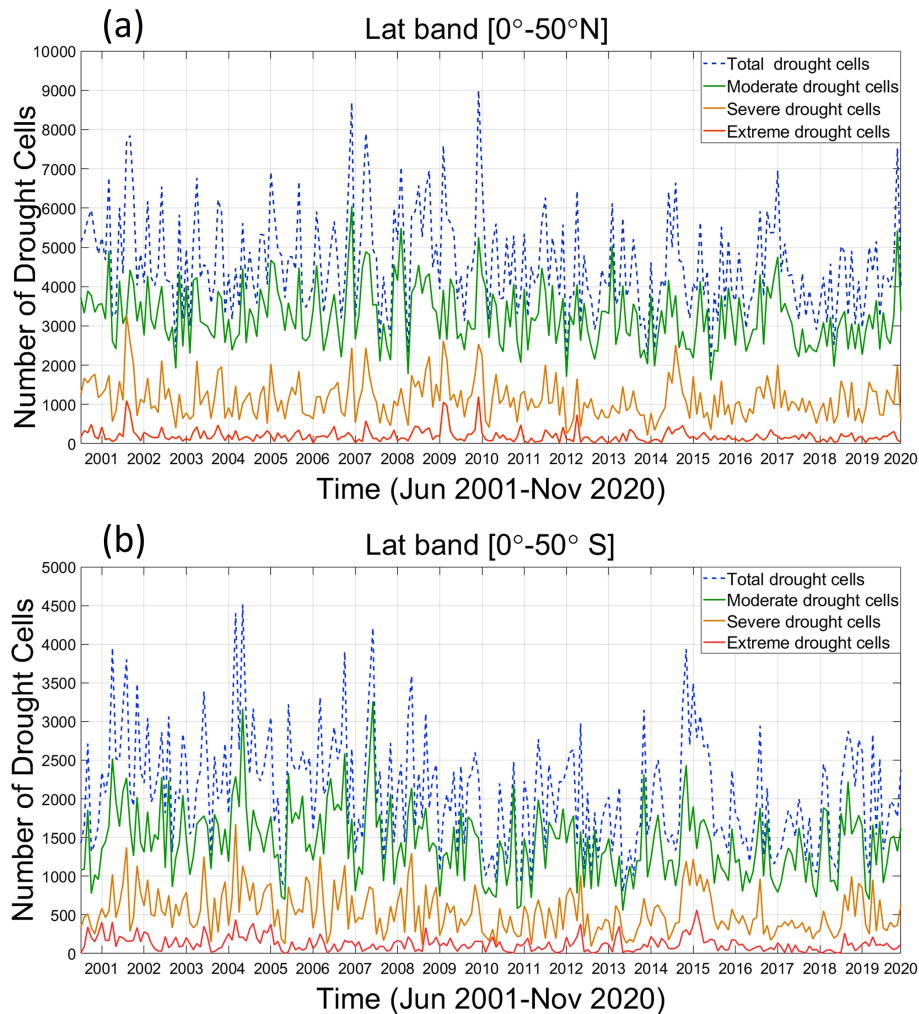 (a)
Lat band [0°-50°N]
10000
9000
8000
7000
6000
5000
4000
3000
2000
1000
0
Number of Drought Cells
Total drought cells
Moderate drought cells
Severe drought cells
Extreme drought cells
2001 2002 2003 2004 2005 2006 2007 2008 2009 2010 2011 2012 2013 2014 2015 2016 2017 2018 2019 2020
Time (Jun 2001-Nov 2020)
(b)
Lat band [0°-50° S]
5000
4500
4000
3500
3000
2500
2000
1500
1000
500
0
Number of Drought Cells
Total drought cells
Moderate drought cells
Severe drought cells
Extreme drought cells
2001 2002 2003 2004 2005 2006 2007 2008 2009 2010 2011 2012 2013 2014 2015 2016 2017 2018 2019 2020
Time (Jun 2001-Nov 2020)